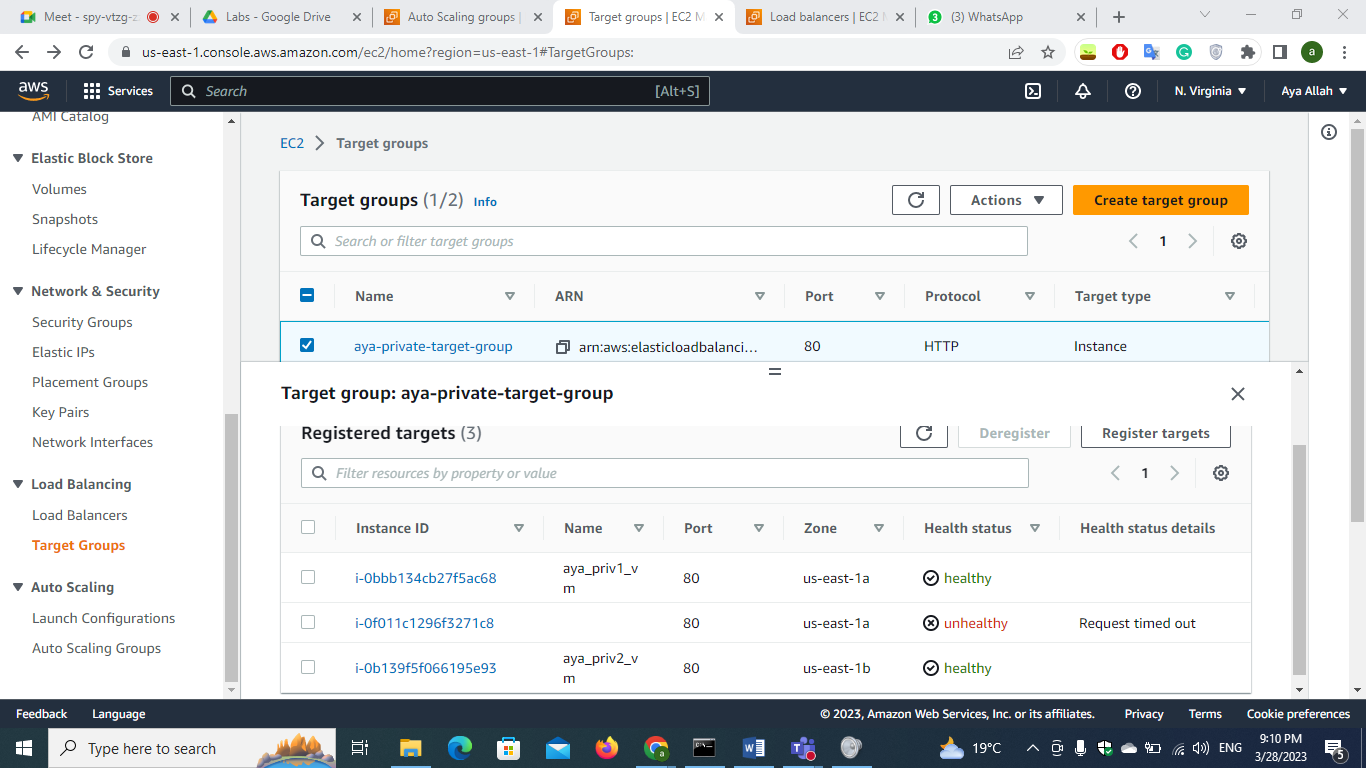 Meet - spy-vtzg-z
Labs - Google Drive
Auto Scaling groups |
Target groups | EC2 M
Load balancers | EC2 M
(3) WhatsApp
us-east-1.console.aws.amazon.com/ec2/home?region=us-east-1#TargetGroups:
a
aws
Services
Search
[Alt+S]
N. Virginia
Aya Allah
AMI Catalog
Elastic Block Store
Volumes
Snapshots
Lifecycle Manager
Network & Security
Security Groups
Elastic IPs
Placement Groups
Key Pairs
Network Interfaces
Load Balancing
Load Balancers
Target Groups
Auto Scaling
Launch Configurations
Auto Scaling Groups
EC2 > Target groups
Target groups (1/2) Info
Actions
Create target group
Search or filter target groups
1
Name ARN Port Protocol Target type
aya-private-target-group arn:aws:elasticloadbalanci... 80 HTTP Instance
Target group: aya-private-target-group
Registered targets (3)
Deregister
Register targets
Filter resources by property or value
1
Instance ID Name Port Zone Health status Health status details
i-0bbb134cb27f5ac68 aya_priv1_v 80 us-east-1a healthy
m
i-0f011c1296f3271c8 80 us-east-1a unhealthy Request timed out
i-0b139f5f066195e93 aya_priv2_v 80 us-east-1b healthy
m
Feedback Language © 2023, Amazon Web Services, Inc. or its affiliates. Privacy Terms Cookie preferences
Type here to search
19°C
ENG
9:10 PM
3/28/2023
5